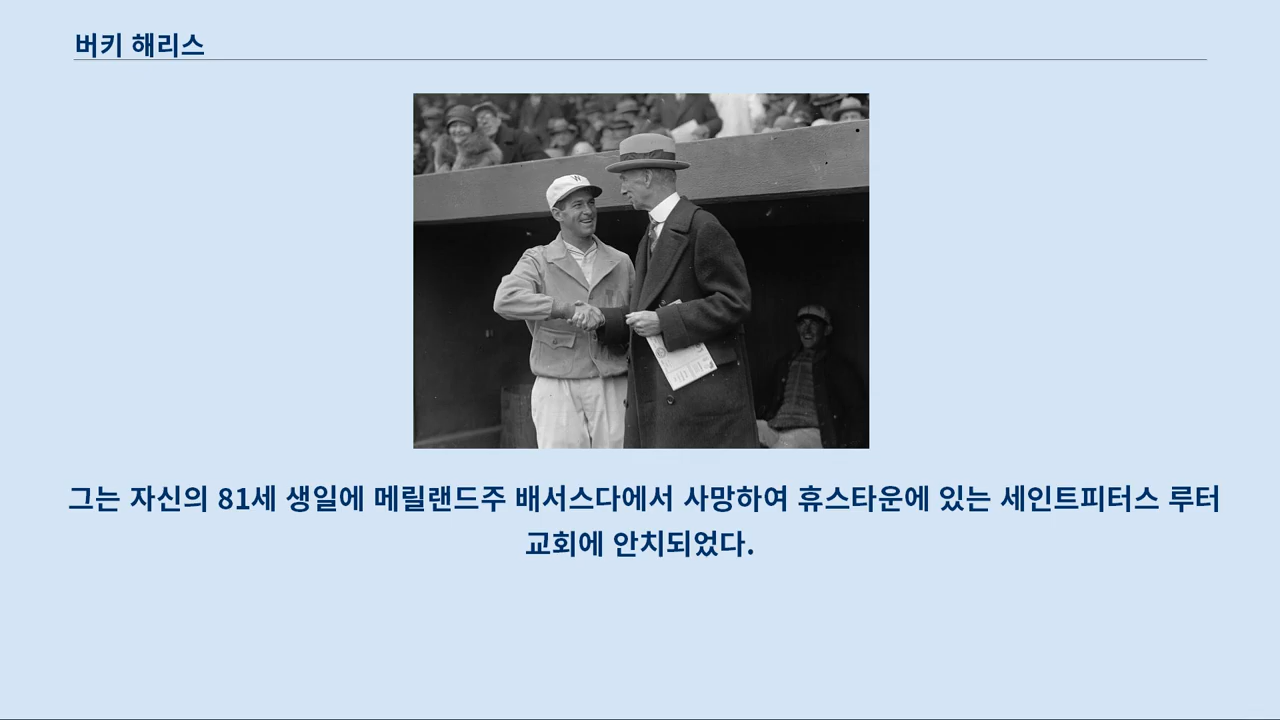 버키 해리스
W
그는 자신의 81세 생일에 메릴랜드주 배서스다에서 사망하여 휴스타운에 있는 세인트피터스 루터
교회에 안치되었다.